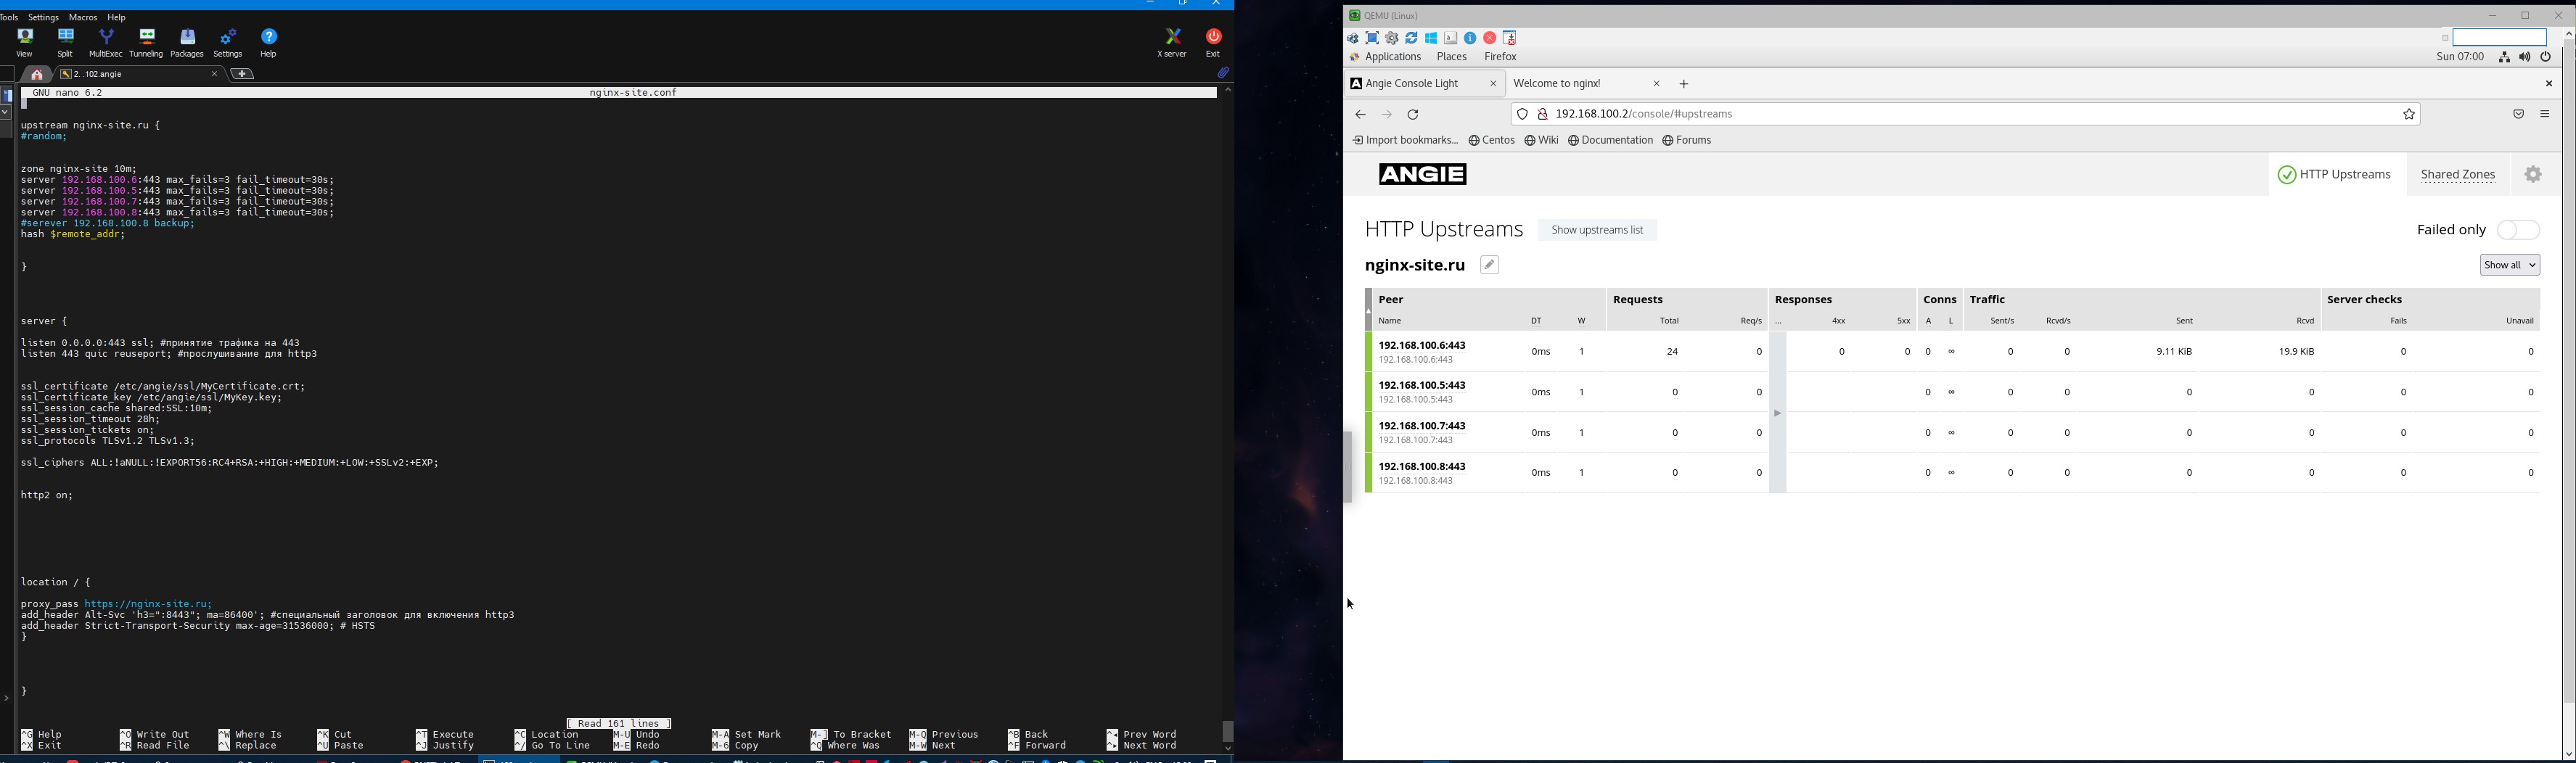 Tools Settings Macros Help
View Split MultiExec Tunneling Packages Settings Help
X server Exit
2. .102.angie
GNU nano 6.2 nginx-site.conf
upstream nginx-site.ru {
#random;
zone nginx-site 10m;
server 192.168.100.6:443 max_fails=3 fail_timeout=30s;
server 192.168.100.5:443 max_fails=3 fail_timeout=30s;
server 192.168.100.7:443 max_fails=3 fail_timeout=30s;
server 192.168.100.8:443 max_fails=3 fail_timeout=30s;
#serever 192.168.100.8 backup;
hash $remote_addr;
}
server {
listen 0.0.0.0:443 ssl; #принятие трафика на 443
listen 443 quic reuseport; #прослушивание для http3
ssl_certificate /etc/angie/ssl/MyCertificate.crt;
ssl_certificate_key /etc/angie/ssl/MyKey.key;
ssl_session_cache shared:SSL:10m;
ssl_session_timeout 28h;
ssl_session_tickets on;
ssl_protocols TLSv1.2 TLSv1.3;
ssl_ciphers ALL:!aNULL:!EXPORT56:RC4+RSA:+HIGH:+MEDIUM:+LOW:+SSLv2:+EXP;
http2 on;
location / {
proxy_pass https://nginx-site.ru;
add_header Alt-Svc 'h3=":8443"; ma=86400'; #специальный заголовок для включения http3
add_header Strict-Transport-Security max-age=31536000; # HSTS
}
}
[ Read 161 lines ]
^G Help ^O Write Out ^W Where Is ^K Cut ^T Execute ^C Location M-U Undo M-A Set Mark M-] To Bracket M-Q Previous ^B Back ^◂ Prev Word
^X Exit ^R Read File ^\ Replace ^U Paste ^J Justify ^/ Go To Line M-E Redo M-6 Copy ^Q Where Was M-W Next ^F Forward ^▸ Next Word
QEMU (Linux)
Applications Places Firefox Sun 07:00
Angie Console Light Welcome to nginx!
192.168.100.2/console/#upstreams
Import bookmarks... Centos Wiki Documentation Forums
ANGIE HTTP Upstreams Shared Zones
HTTP Upstreams Show upstreams list Failed only
nginx-site.ru Show all
Peer Requests Responses Conns Traffic Server checks
Name DT W Total Req/s ... 4xx 5xx A L Sent/s Rcvd/s Sent Rcvd Fails Unavail
192.168.100.6:443
192.168.100.6:443 0ms 1 24 0 0 0 0 ∞ 0 0 9.11 KiB 19.9 KiB 0 0
192.168.100.5:443
192.168.100.5:443 0ms 1 0 0 0 ∞ 0 0 0 0 0 0
192.168.100.7:443
192.168.100.7:443 0ms 1 0 0 0 ∞ 0 0 0 0 0 0
192.168.100.8:443
192.168.100.8:443 0ms 1 0 0 0 ∞ 0 0 0 0 0 0